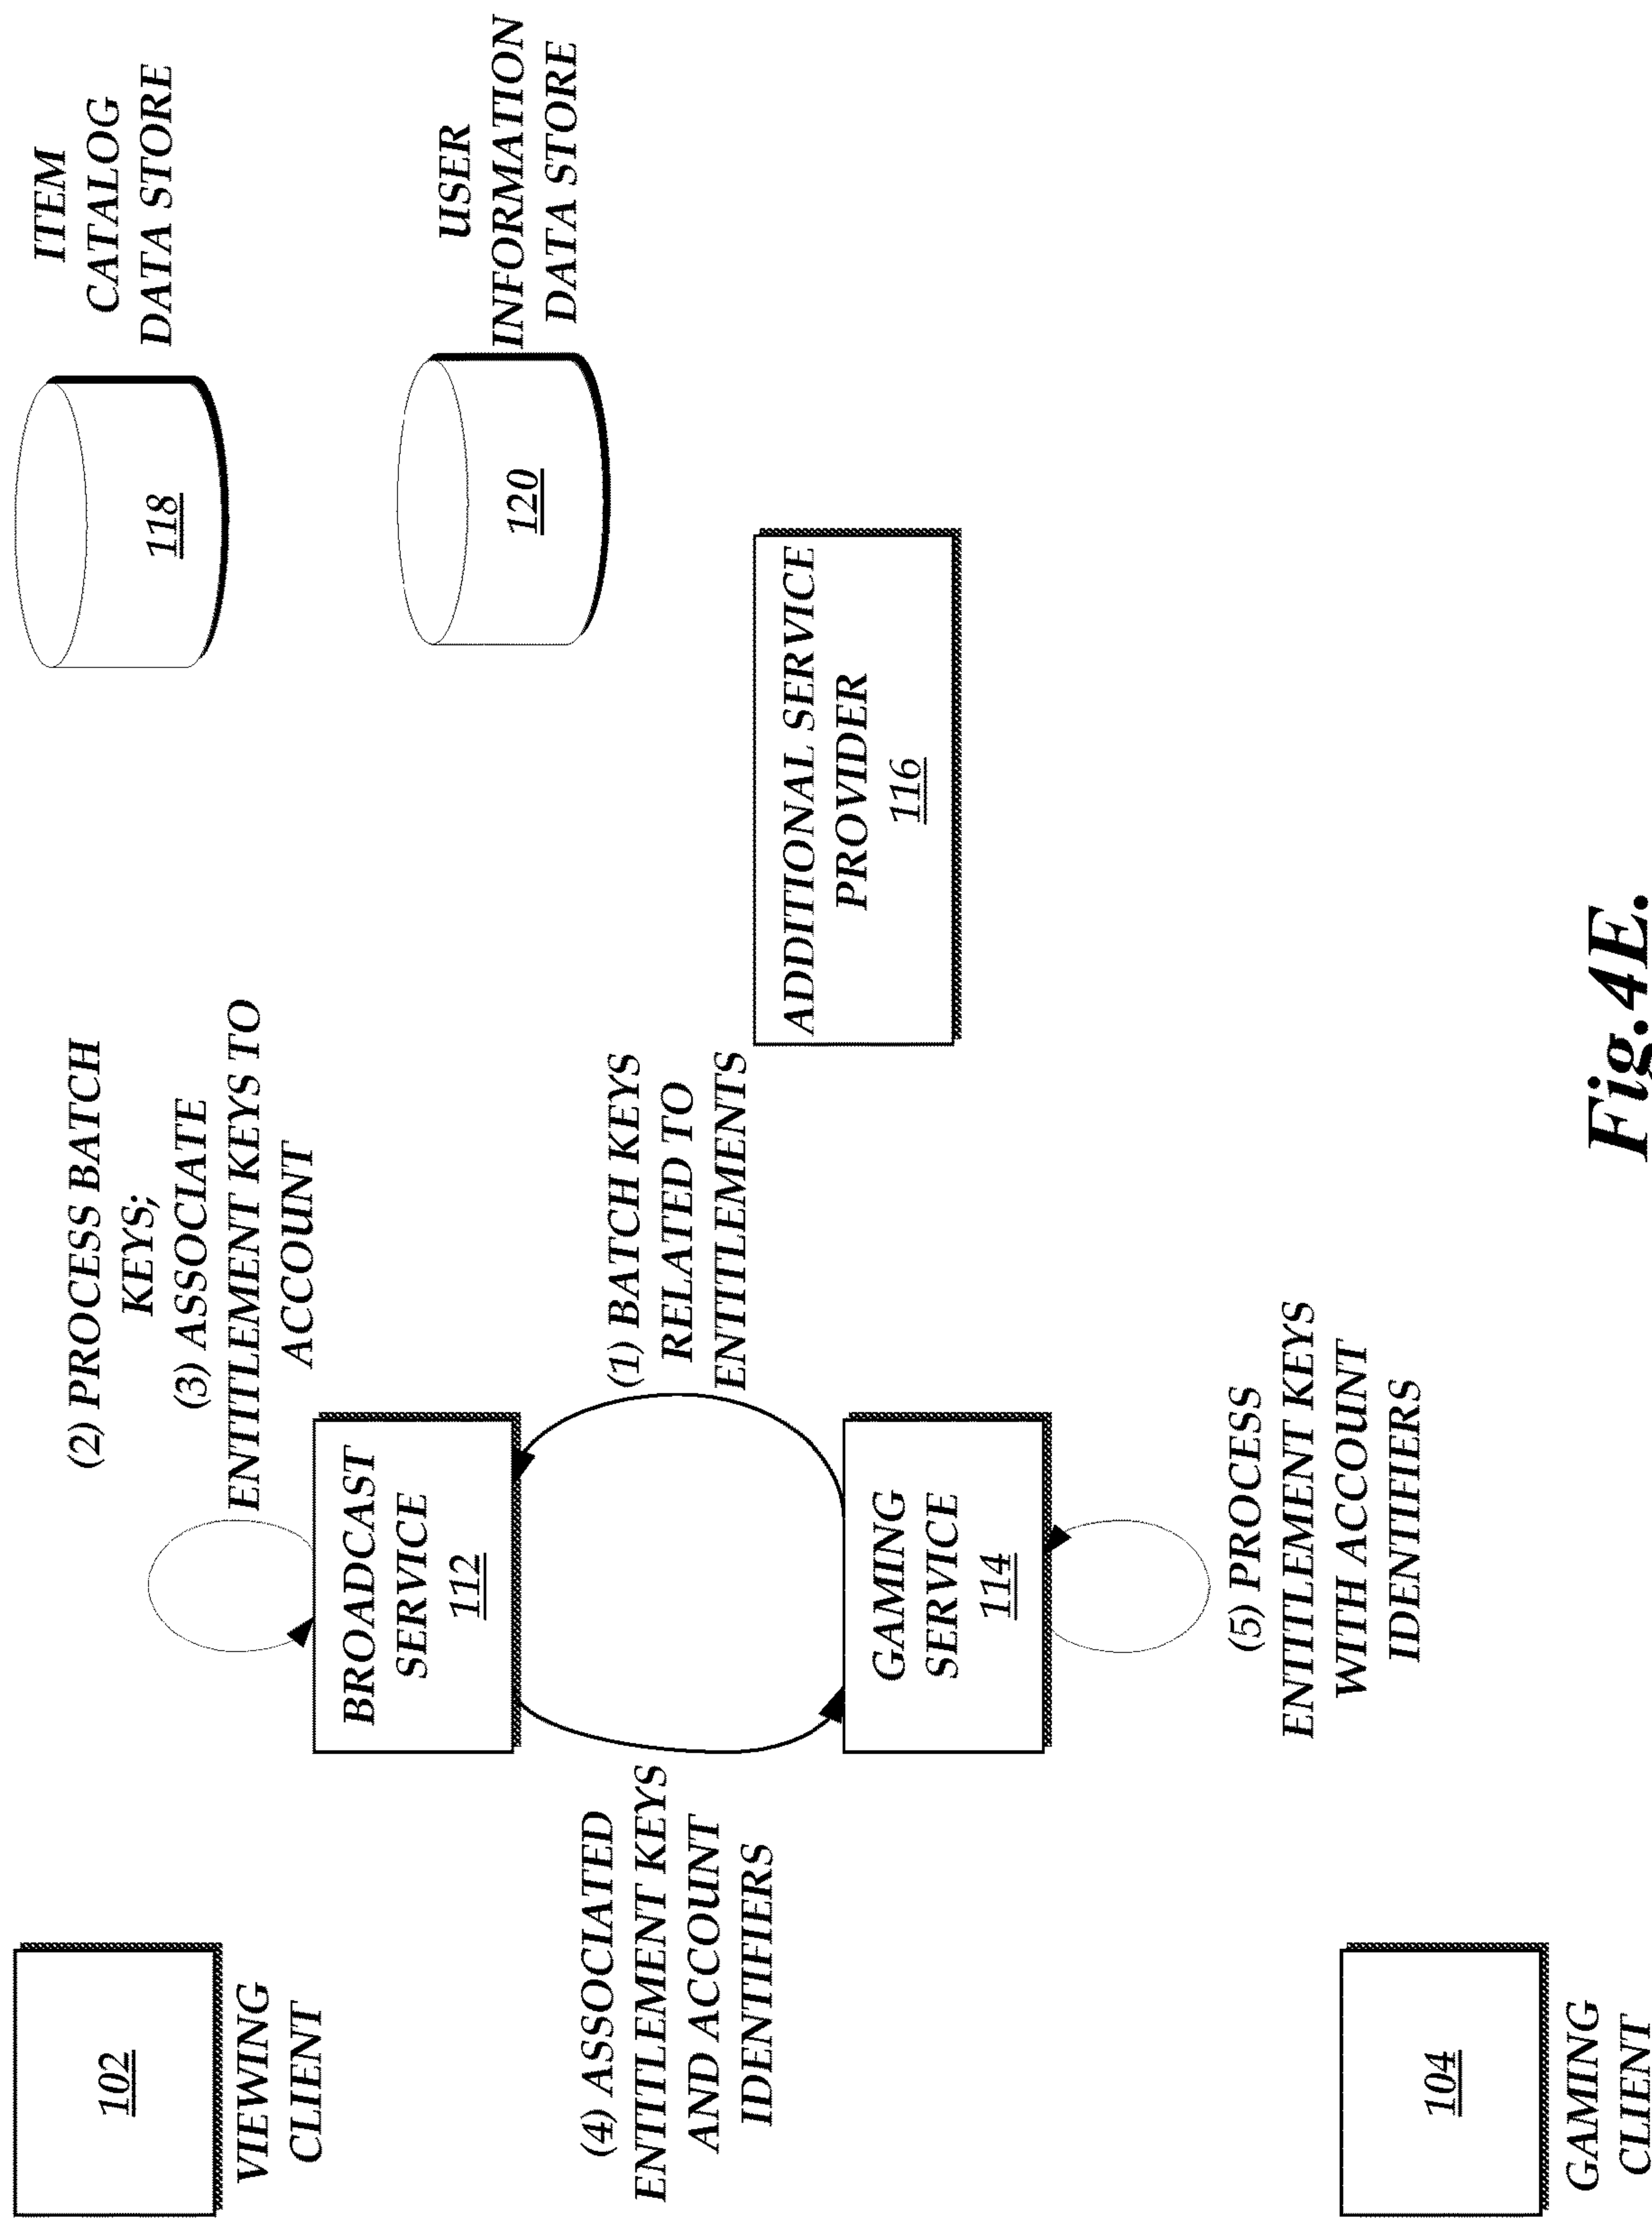 (2) PROCESS BATCH
KEYS;
(3) ASSOCIATE
ENTITLEMENT KEYS TO
ACCOUNT
ITEM
CATALOG
DATA STORE
118
102
VIEWING
CLIENT
BROADCAST
SERVICE
112
USER
INFORMATION
DATA STORE
120
(1) BATCH KEYS
RELATED TO
ENTITLEMENTS
(4) ASSOCIATED
ENTITLEMENT KEYS
AND ACCOUNT
IDENTIFIERS
ADDITIONAL SERVICE
PROVIDER
116
GAMING
SERVICE
114
(5) PROCESS
ENTITLEMENT KEYS
WITH ACCOUNT
IDENTIFIERS
104
GAMING
CLIENT
Fig.4E.